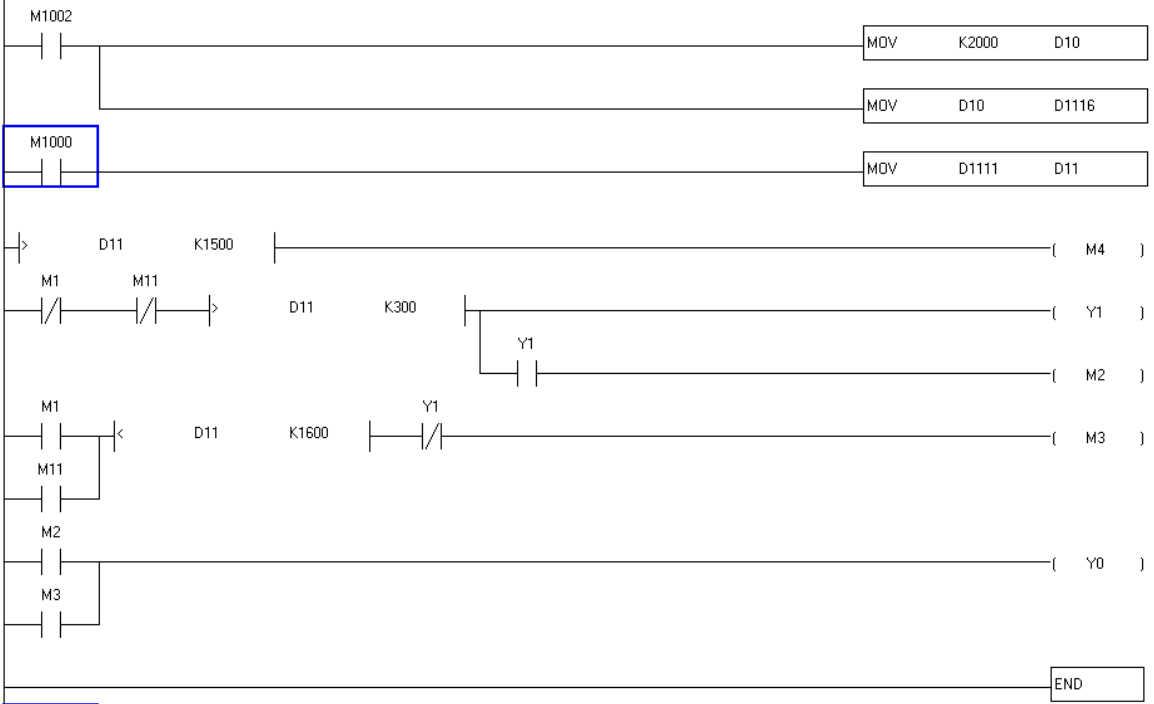 M1002
MOV K2000 D10
MOV D10 D1116
M1000
MOV D1111 D11
> D11 K1500 ( M4 )
M1 M11
> D11 K300 ( Y1 )
Y1
( M2 )
M1 Y1
< D11 K1600 ( M3 )
M11
M2
( Y0 )
M3
END